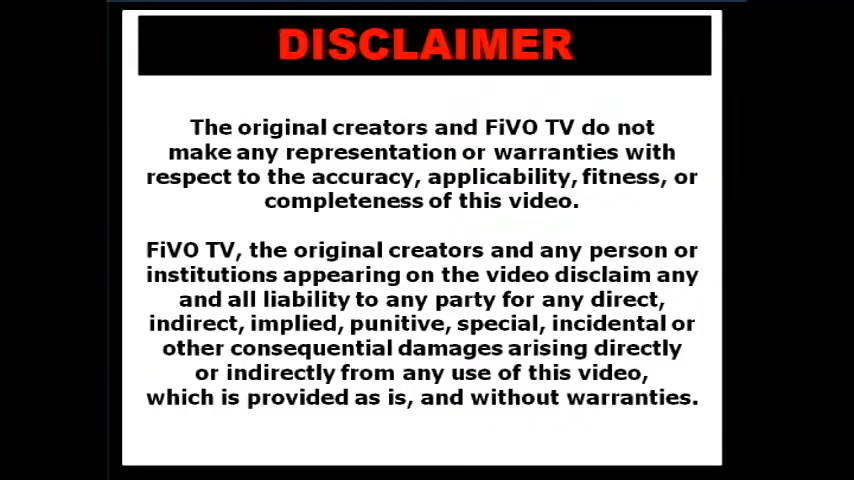 DISCLAIMER
The original creators and FiVO TV do not
make any representation or warranties with
respect to the accuracy, applicability, fitness, or
completeness of this video.
FiVO TV, the original creators and any person or
institutions appearing on the video disclaim any
and all liability to any party for any direct,
indirect, implied, punitive, special, incidental or
other consequential damages arising directly
or indirectly from any use of this video,
which is provided as is, and without warranties.